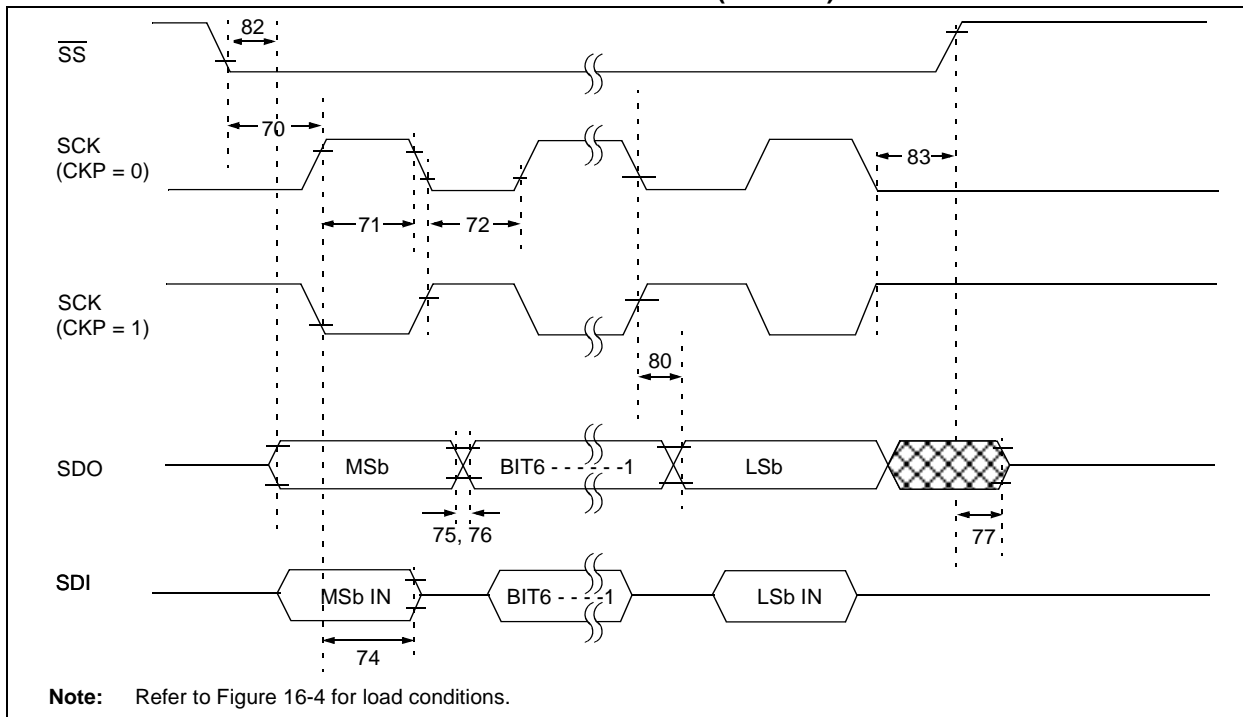 SS
82
70
SCK
(CKP = 0)
83
71
72
SCK
(CKP = 1)
80
SDO
MSb
BIT6 - - - - - -1
LSb
75, 76
77
SDI
MSb IN
BIT6 - - - -1
LSb IN
74
Note: Refer to Figure 16-4 for load conditions.